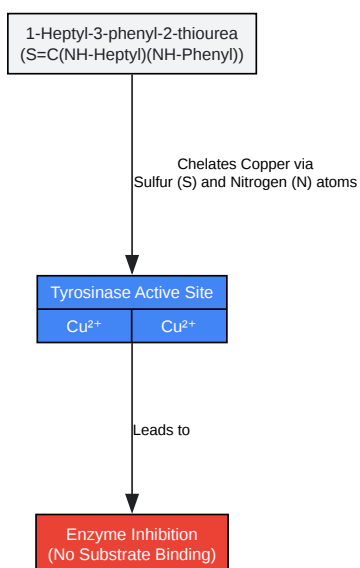 1-Heptyl-3-phenyl-2-thiourea
(S=C(NH-Heptyl)(NH-Phenyl))
Chelates Copper via
Sulfur (S) and Nitrogen (N) atoms
Tyrosinase Active Site
Cu²⁺ Cu²⁺
Leads to
Enzyme Inhibition
(No Substrate Binding)